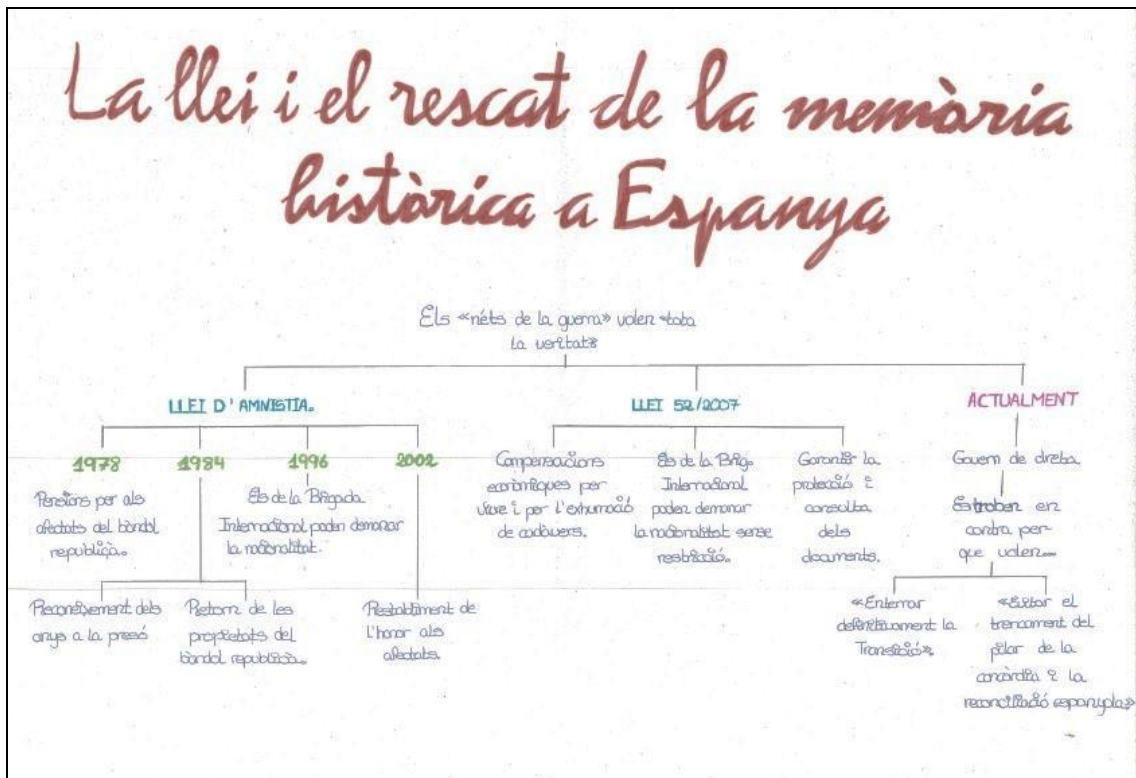 La llei i el rescat de la memòria
històrica a Espanya
Els «néts de la guerra» volen «tota
la veritat»
LLEI D'AMNISTIA.
1978
Pensions per als
afectats del bàndol
republicà.
1984
Reconeixement dels
anys a la presó
Retorn de les
propietats del
bàndol republicà.
1996
Els de la Brigada
Internacional poden demanar
la nacionalitat.
2002
Restabliment de
l'honor als
afectats.
LLEI 52/2007
Compensacions
econòmiques per
viure i per l'exhumació
de cadàvers.
Els de la Brig.
Internacional
poden demanar
la nacionalitat sense
restricció.
Garantir la
protecció i
consulta
dels
documents.
ACTUALMENT
Govern de dreta
Es troben en
contra per
que volen...
«Enterrar
definitivament la
Transició».
«Evitar el
trencament del
pilar de la
concòrdia i la
reconciliació espanyola»